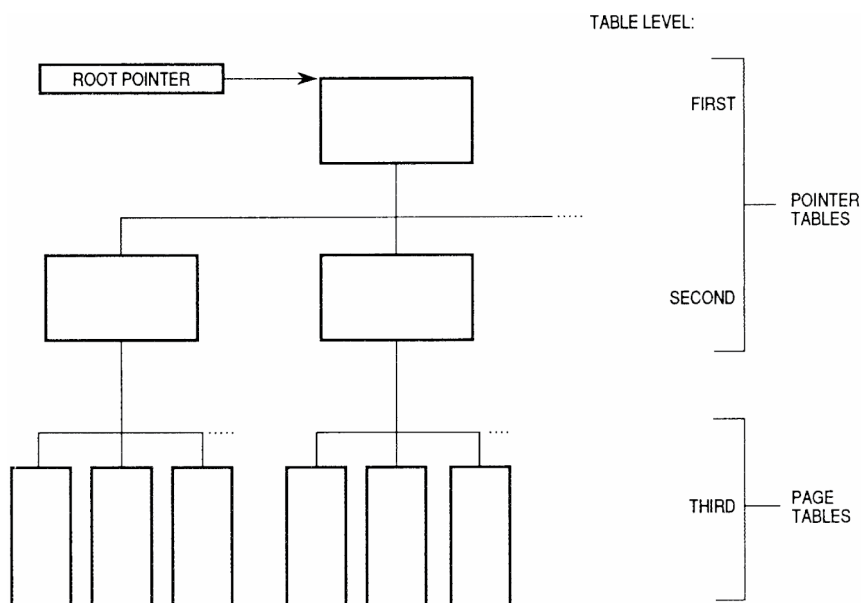 TABLE LEVEL:
ROOT POINTER
FIRST
POINTER
TABLES
SECOND
THIRD
PAGE
TABLES